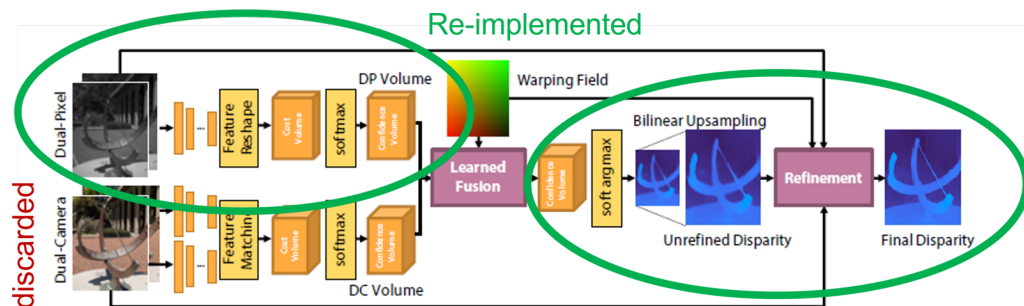 Re-implemented
DP Volume
Warping Field
Dual-Pixel
...
Feature
Reshape
Cost
Volume
softmax
Confidence
Volume
Bilinear Upsampling
Learned
Fusion
Confidence
Volume
soft argmax
Refinement
Unrefined Disparity
Final Disparity
discarded
Dual-Camera
...
...
Feature
Matching
Cost
Volume
softmax
Confidence
Volume
DC Volume